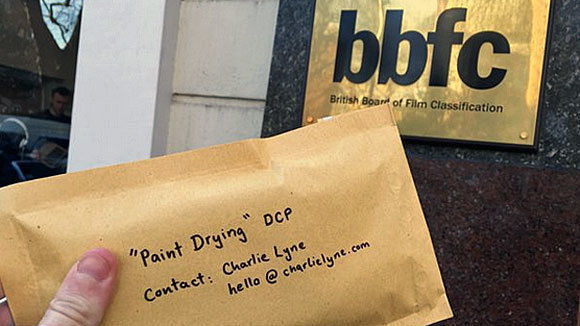 bbfc
British Board of Film Classification
"Paint Drying" DCP
Contact: Charlie Lyne
hello @ charlielyne.com